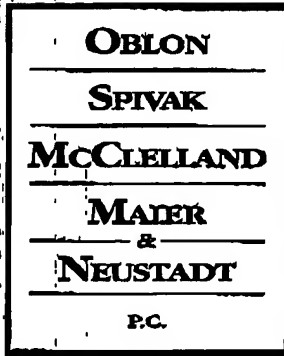 OBLON
SPIVAK
MCCLELLAND
MAIER
&
NEUSTADT
P.C.